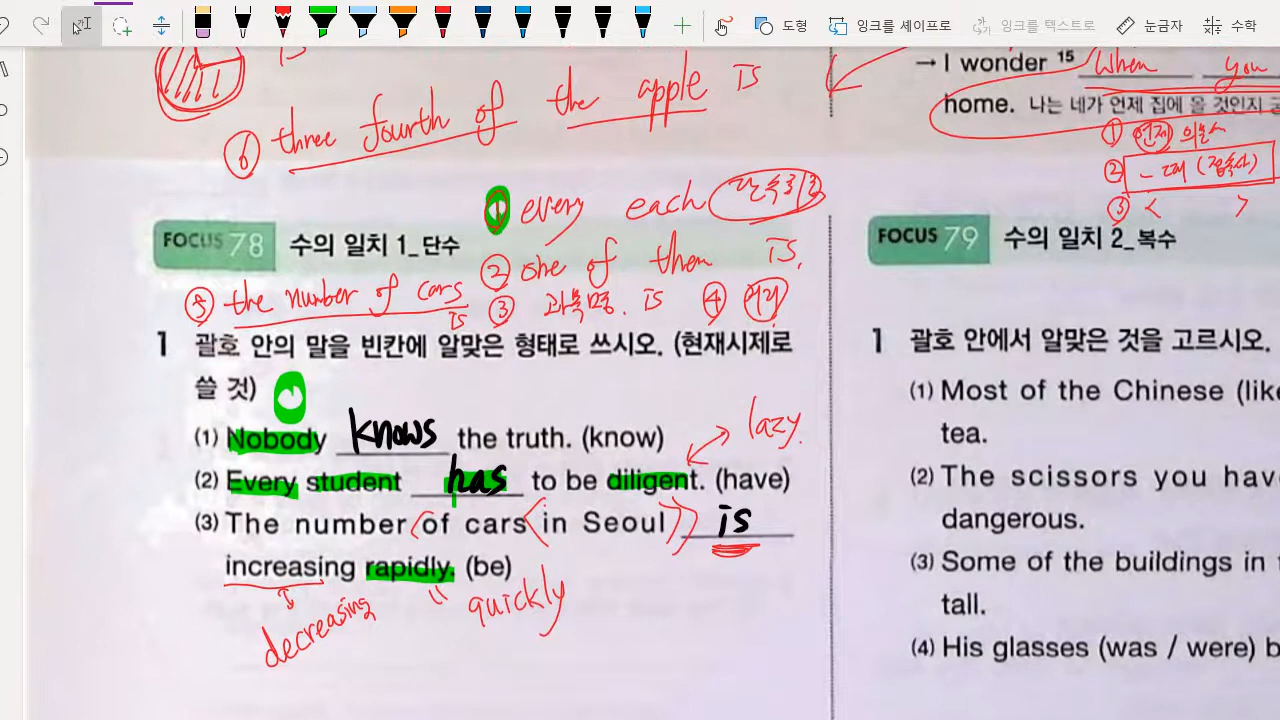 도형 잉크를 셰이프로 잉크를 텍스트로 눈금자 수학
is
⑥ three fourth of the apple is
→ I wonder 15 when you
home. 나는 네가 언제 집에 올 것인지 궁
① 언제 의문사
② ~ 때 (접속사)
③ < >
① every each 단수취급
FOCUS 78 수의 일치 1_단수
② one of them is.
⑤ the number of cars is
③ 과목명. is ④ 거리
1 괄호 안의 말을 빈칸에 알맞은 형태로 쓰시오. (현재시제로
쓸 것)
(1) Nobody knows the truth. (know)
lazy.
(2) Every student has to be diligent. (have)
(3) The number of cars in Seoul is
increasing rapidly. (be)
decreasing quickly
FOCUS 79 수의 일치 2_복수
1 괄호 안에서 알맞은 것을 고르시오.
(1) Most of the Chinese (like
tea.
(2) The scissors you hav
dangerous.
(3) Some of the buildings in
tall.
(4) His glasses (was / were) b